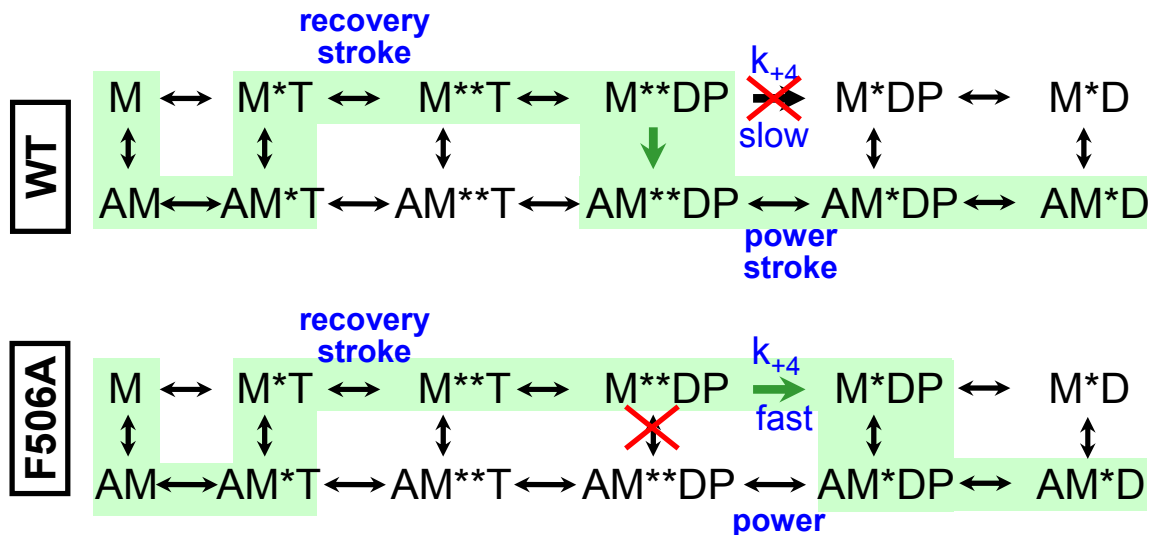 recovery
stroke
k+4
M M*T M**T M**DP M*DP M*D
slow
WT
AM AM*T AM**T AM**DP AM*DP AM*D
power
stroke
recovery
stroke
k+4
M M*T M**T M**DP M*DP M*D
fast
F506A
AM AM*T AM**T AM**DP AM*DP AM*D
power